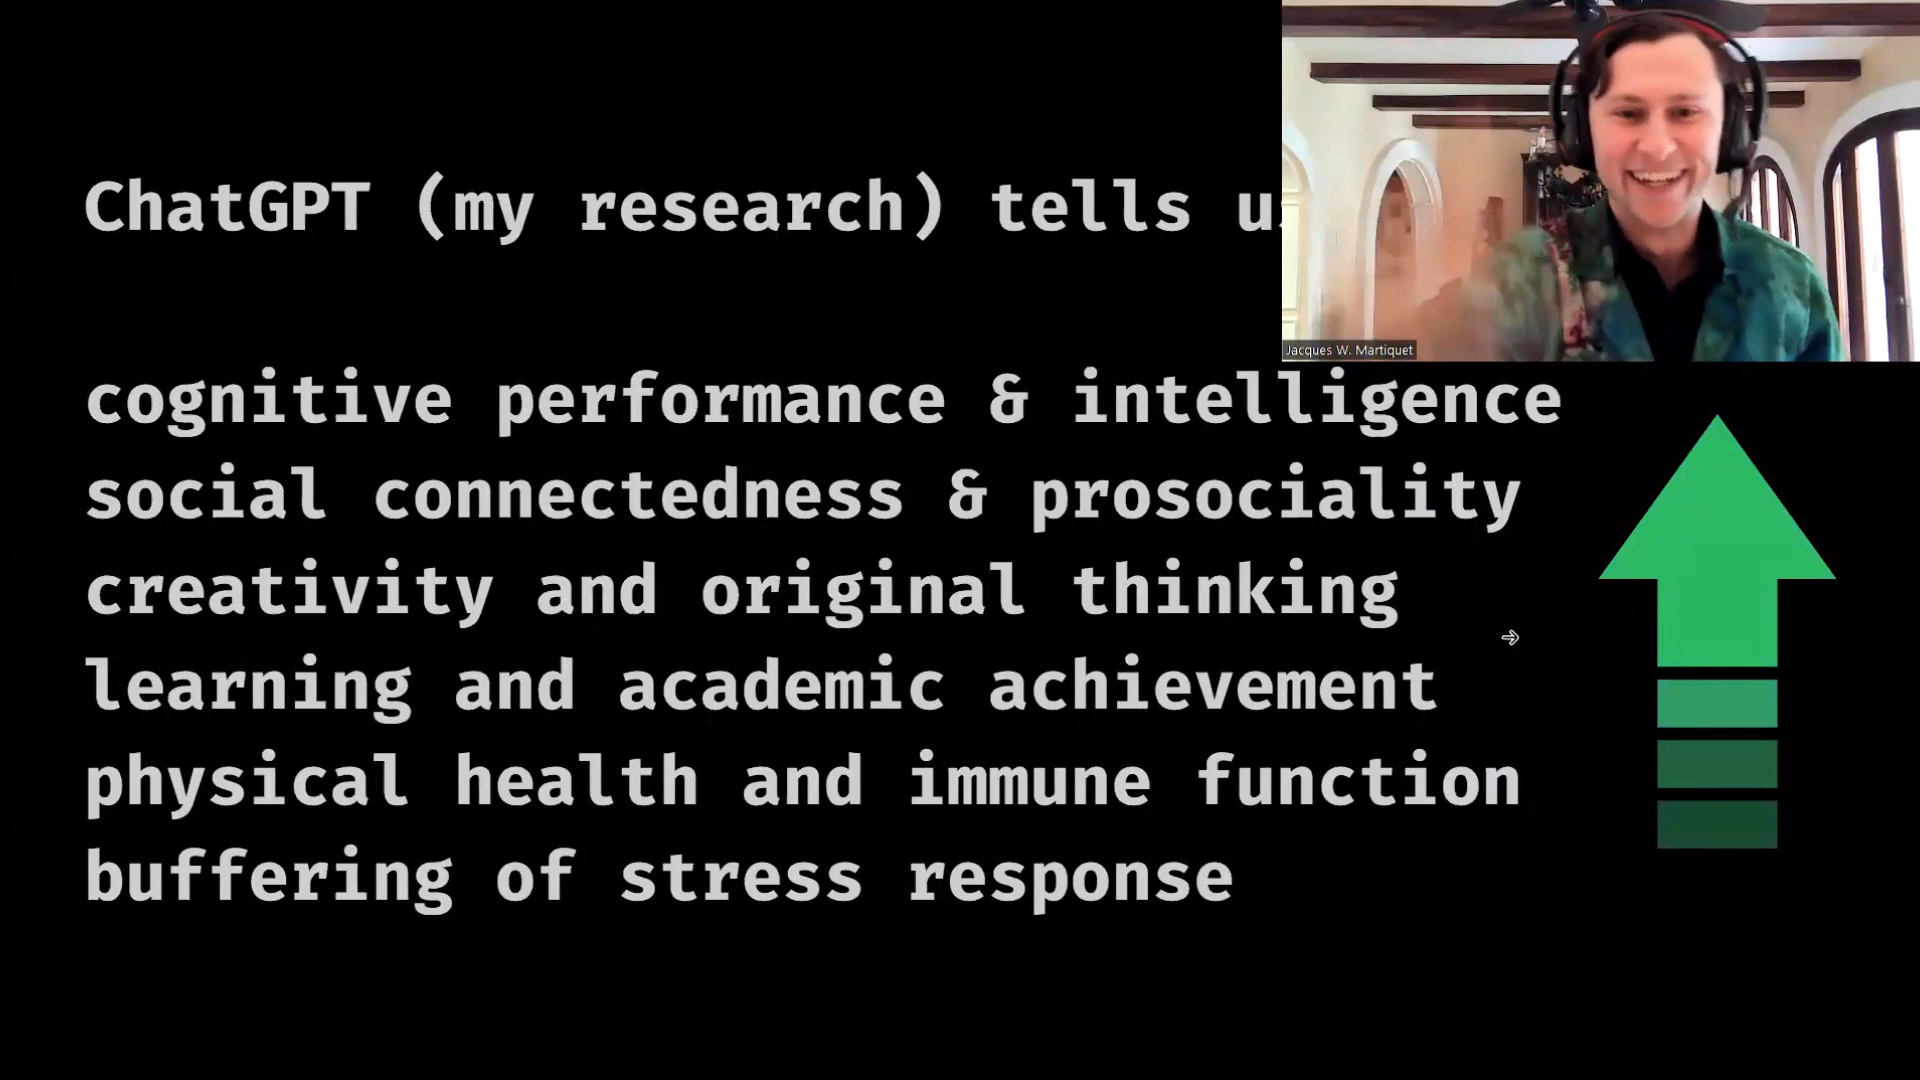 ChatGPT (my research) tells
Jacques W. Martiquet
cognitive performance & intelligence
social connectedness & prosociality
creativity and original thinking
learning and academic achievement
physical health and immune function
buffering of stress response